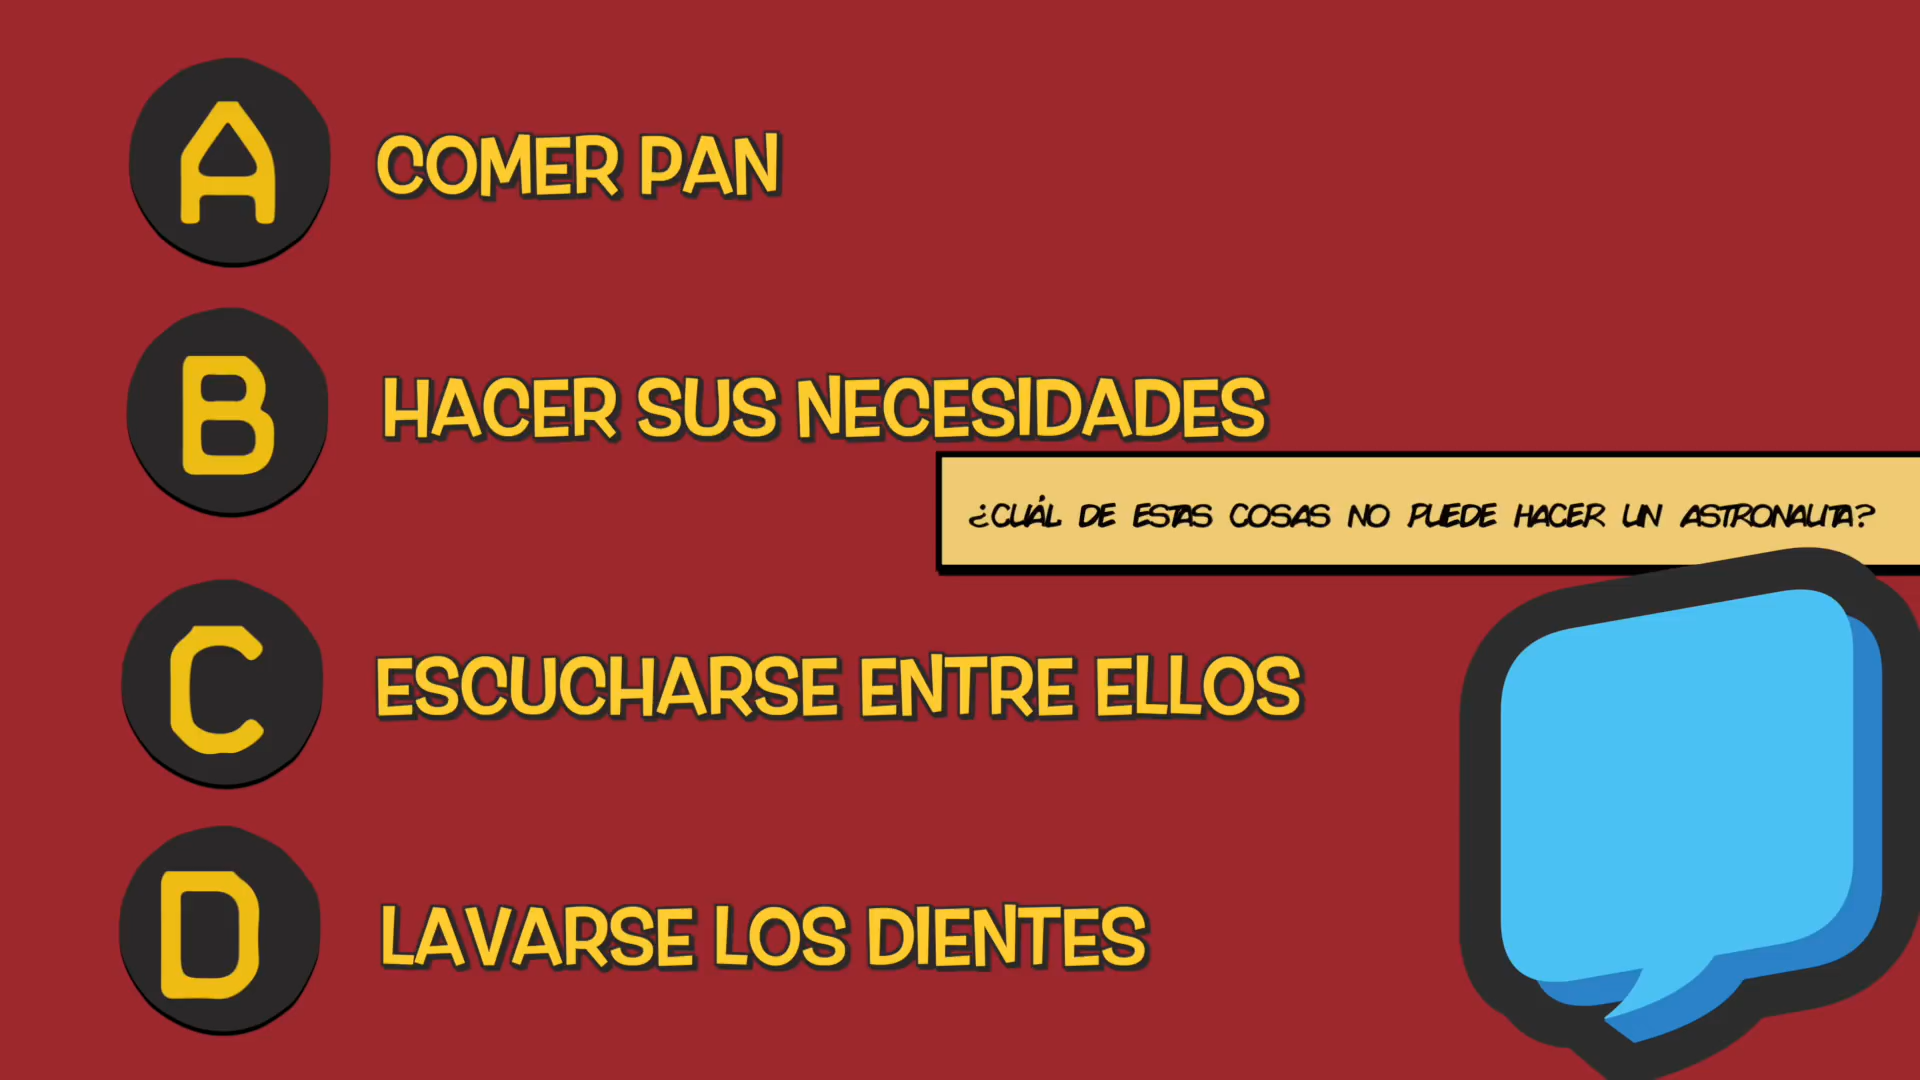 A COMER PAN
B HACER SUS NECESIDADES
¿CUÁL DE ESTAS COSAS NO PUEDE HACER UN ASTRONAUTA?
C ESCUCHARSE ENTRE ELLOS
D LAVARSE LOS DIENTES